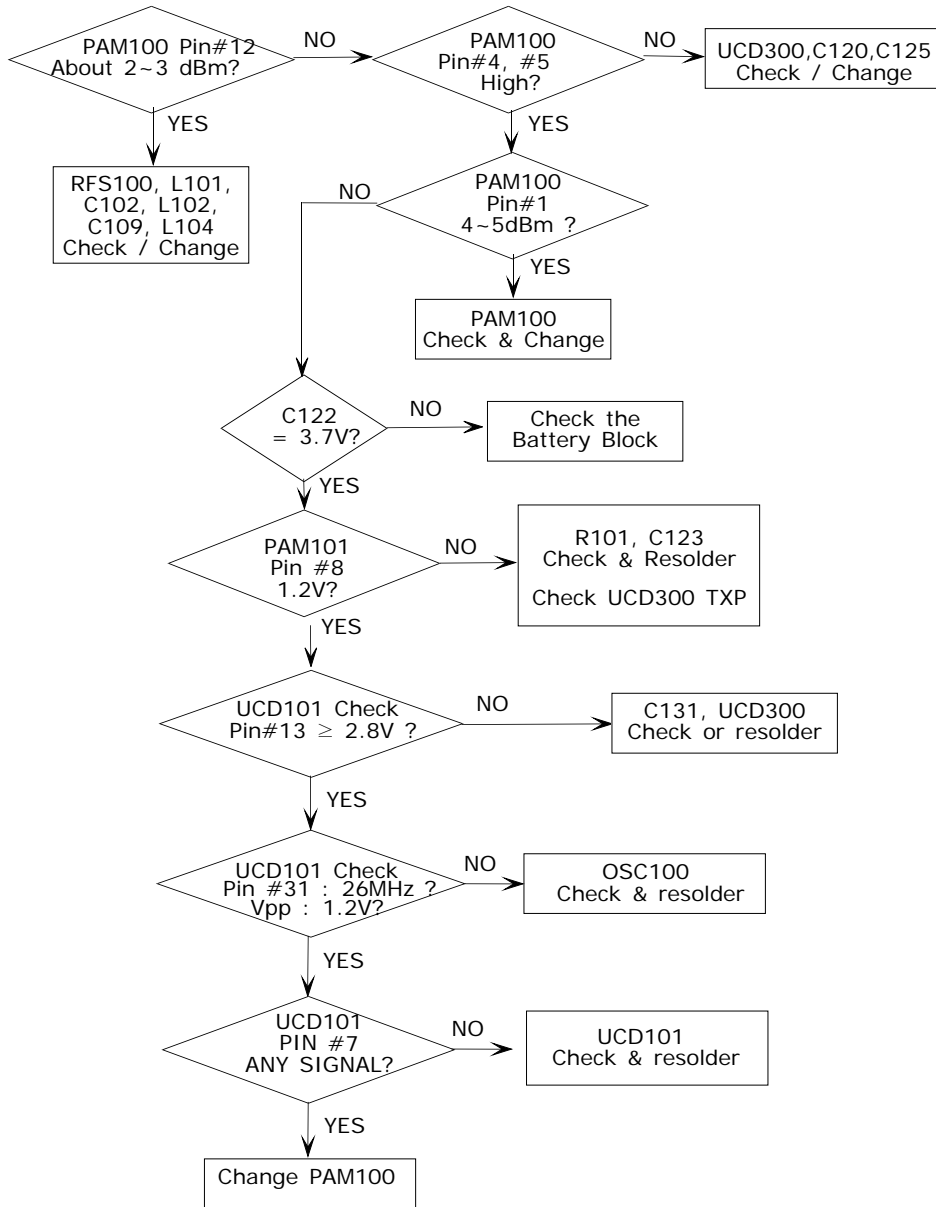 PAM100 Pin#12
About 2~3 dBm?
NO
PAM100
Pin#4, #5
High?
NO
UCD300,C120,C125
Check / Change
YES
RFS100, L101,
C102, L102,
C109, L104
Check / Change
YES
PAM100
Pin#1
4~5dBm ?
NO
YES
PAM100
Check & Change
C122
= 3.7V?
NO
Check the
Battery Block
YES
PAM101
Pin #8
1.2V?
NO
R101, C123
Check & Resolder
Check UCD300 TXP
YES
UCD101 Check
Pin#13 ≥ 2.8V ?
NO
C131, UCD300
Check or resolder
YES
UCD101 Check
Pin #31 : 26MHz ?
Vpp : 1.2V?
NO
OSC100
Check & resolder
YES
UCD101
PIN #7
ANY SIGNAL?
NO
UCD101
Check & resolder
YES
Change PAM100